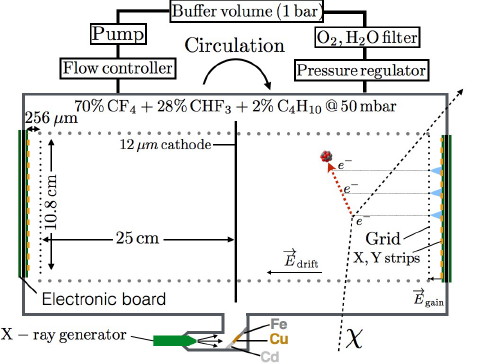 Buffer volume (1 bar)
Pump
O2, H2O filter
Circulation
Flow controller
Pressure regulator
70% CF4 + 28% CHF3 + 2% C4H10 @ 50 mbar
256 μm
12 μm cathode
e−
e−
e−
10.8 cm
25 cm
Grid
X, Y strips
E⃗drift
E⃗gain
Electronic board
X − ray generator
Fe
Cu
Cd
χ